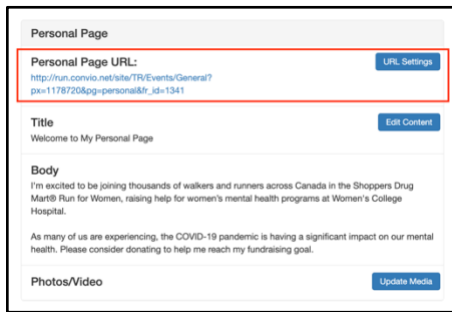 Personal Page
Personal Page URL:
URL Settings
http://run.convio.net/site/TR/Events/General?
px=1178720&pg=personal&fr_id=1341
Title
Edit Content
Welcome to My Personal Page
Body
I'm excited to be joining thousands of walkers and runners across Canada in the Shoppers Drug
Mart® Run for Women, raising help for women's mental health programs at Women's College
Hospital.
As many of us are experiencing, the COVID-19 pandemic is having a significant impact on our mental
health. Please consider donating to help me reach my fundraising goal.
Photos/Video
Update Media